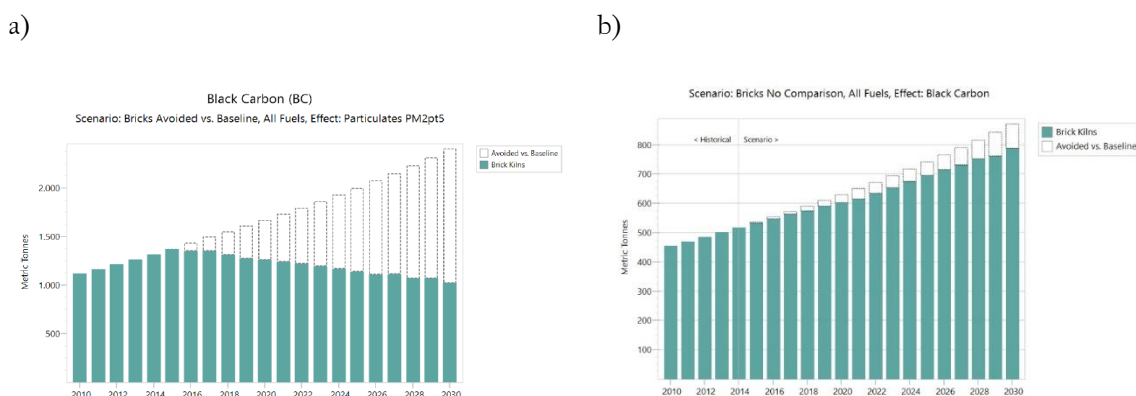 a)
b)
Black Carbon (BC)
Scenario: Bricks Avoided vs. Baseline, All Fuels, Effect: Particulates PM2pt5
Avoided vs. Baseline
Brick Kilns
Metric Tonnes
2.000
1.500
1.000
500
2010 2012 2014 2016 2018 2020 2022 2024 2026 2028 2030
Scenario: Bricks No Comparison, All Fuels, Effect: Black Carbon
< Historical Scenario >
Brick Kilns
Avoided vs. Baseline
Metric Tonnes
800
700
600
500
400
300
200
100
2010 2012 2014 2016 2018 2020 2022 2024 2026 2028 2030